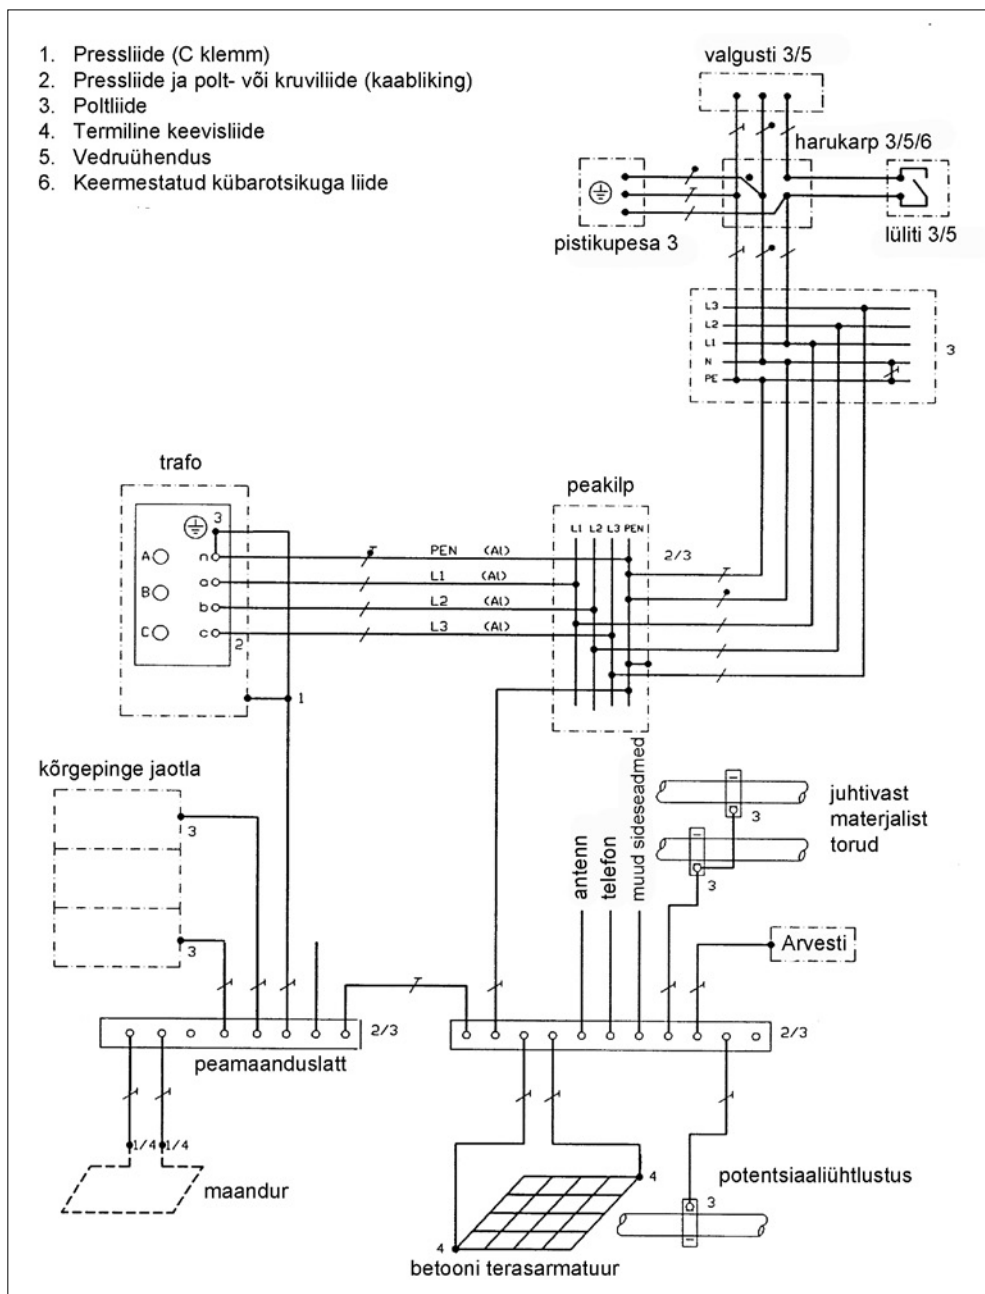 1. Pressliide (C klemm)
2. Pressliide ja polt- või kruviliide (kaabliking)
3. Poltliide
4. Termiline keevisliide
5. Vedruühendus
6. Keermestatud kübarotsikuga liide
valgusti 3/5
harukarp 3/5/6
pistikupesa 3
lüliti 3/5
L3
L2
L1
N
PE
3
trafo
3
A
B
C
n
a
b
c
2
1
PEN (Al)
L1 (Al)
L2 (Al)
L3 (Al)
peakilp
L1 L2 L3 PEN
2/3
kõrgepinge jaotla
3
3
antenn
telefon
muud sideseadmed
3
3
juhtivast
materjalist
torud
Arvesti
2/3
peamaanduslatt
2/3
1/4
1/4
maandur
4
4
betooni terasarmatuur
potentsiaaliühtlustus
3